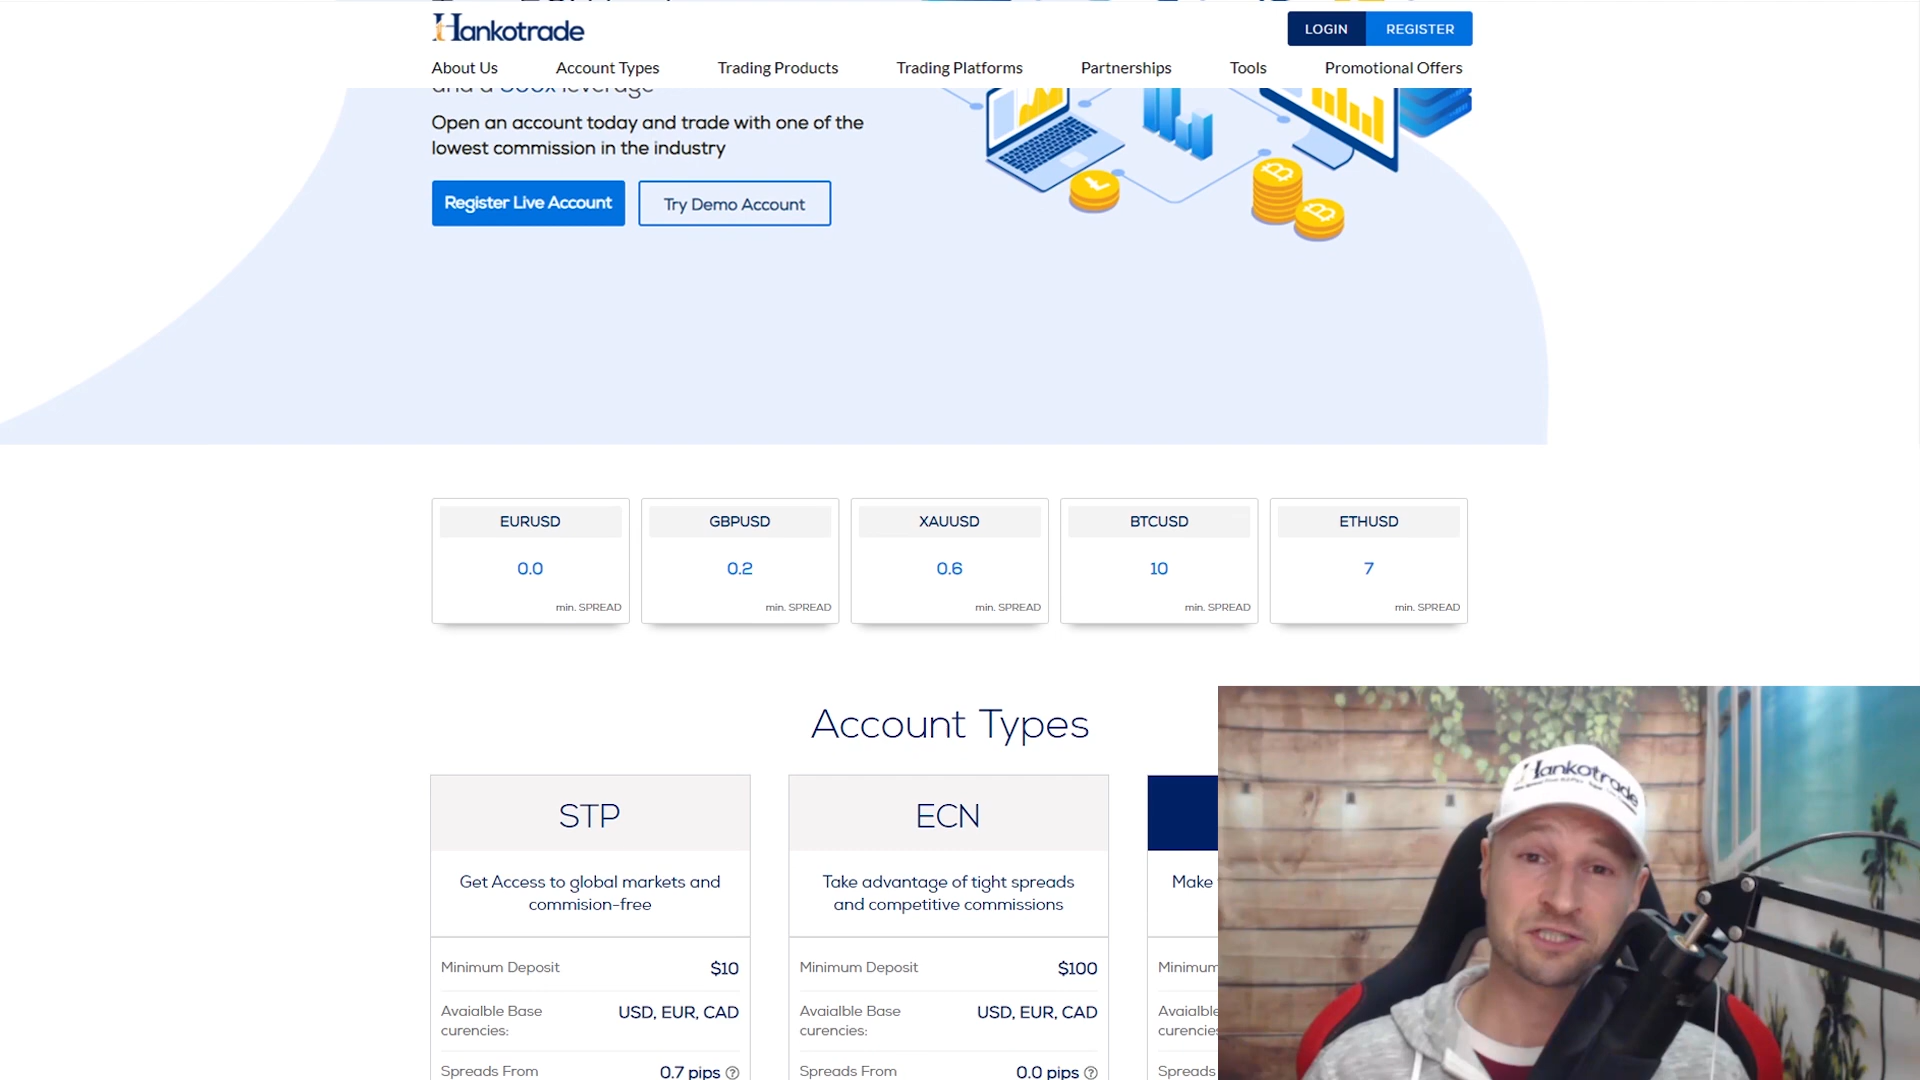 Hankotrade
LOGIN
REGISTER
About Us
Account Types
Trading Products
Trading Platforms
Partnerships
Tools
Promotional Offers
and a 500x leverage
Open an account today and trade with one of the
lowest commission in the industry
Register Live Account
Try Demo Account
EURUSD
0.0
min. SPREAD
GBPUSD
0.2
min. SPREAD
XAUUSD
0.6
min. SPREAD
BTCUSD
10
min. SPREAD
ETHUSD
7
min. SPREAD
Account Types
STP
Get Access to global markets and
commision-free
Minimum Deposit
$10
Avaialble Base
curencies:
USD, EUR, CAD
Spreads From
0.7 pips
ECN
Take advantage of tight spreads
and competitive commissions
Minimum Deposit
$100
Avaialble Base
curencies:
USD, EUR, CAD
Spreads From
0.0 pips
Make
Hankotrade